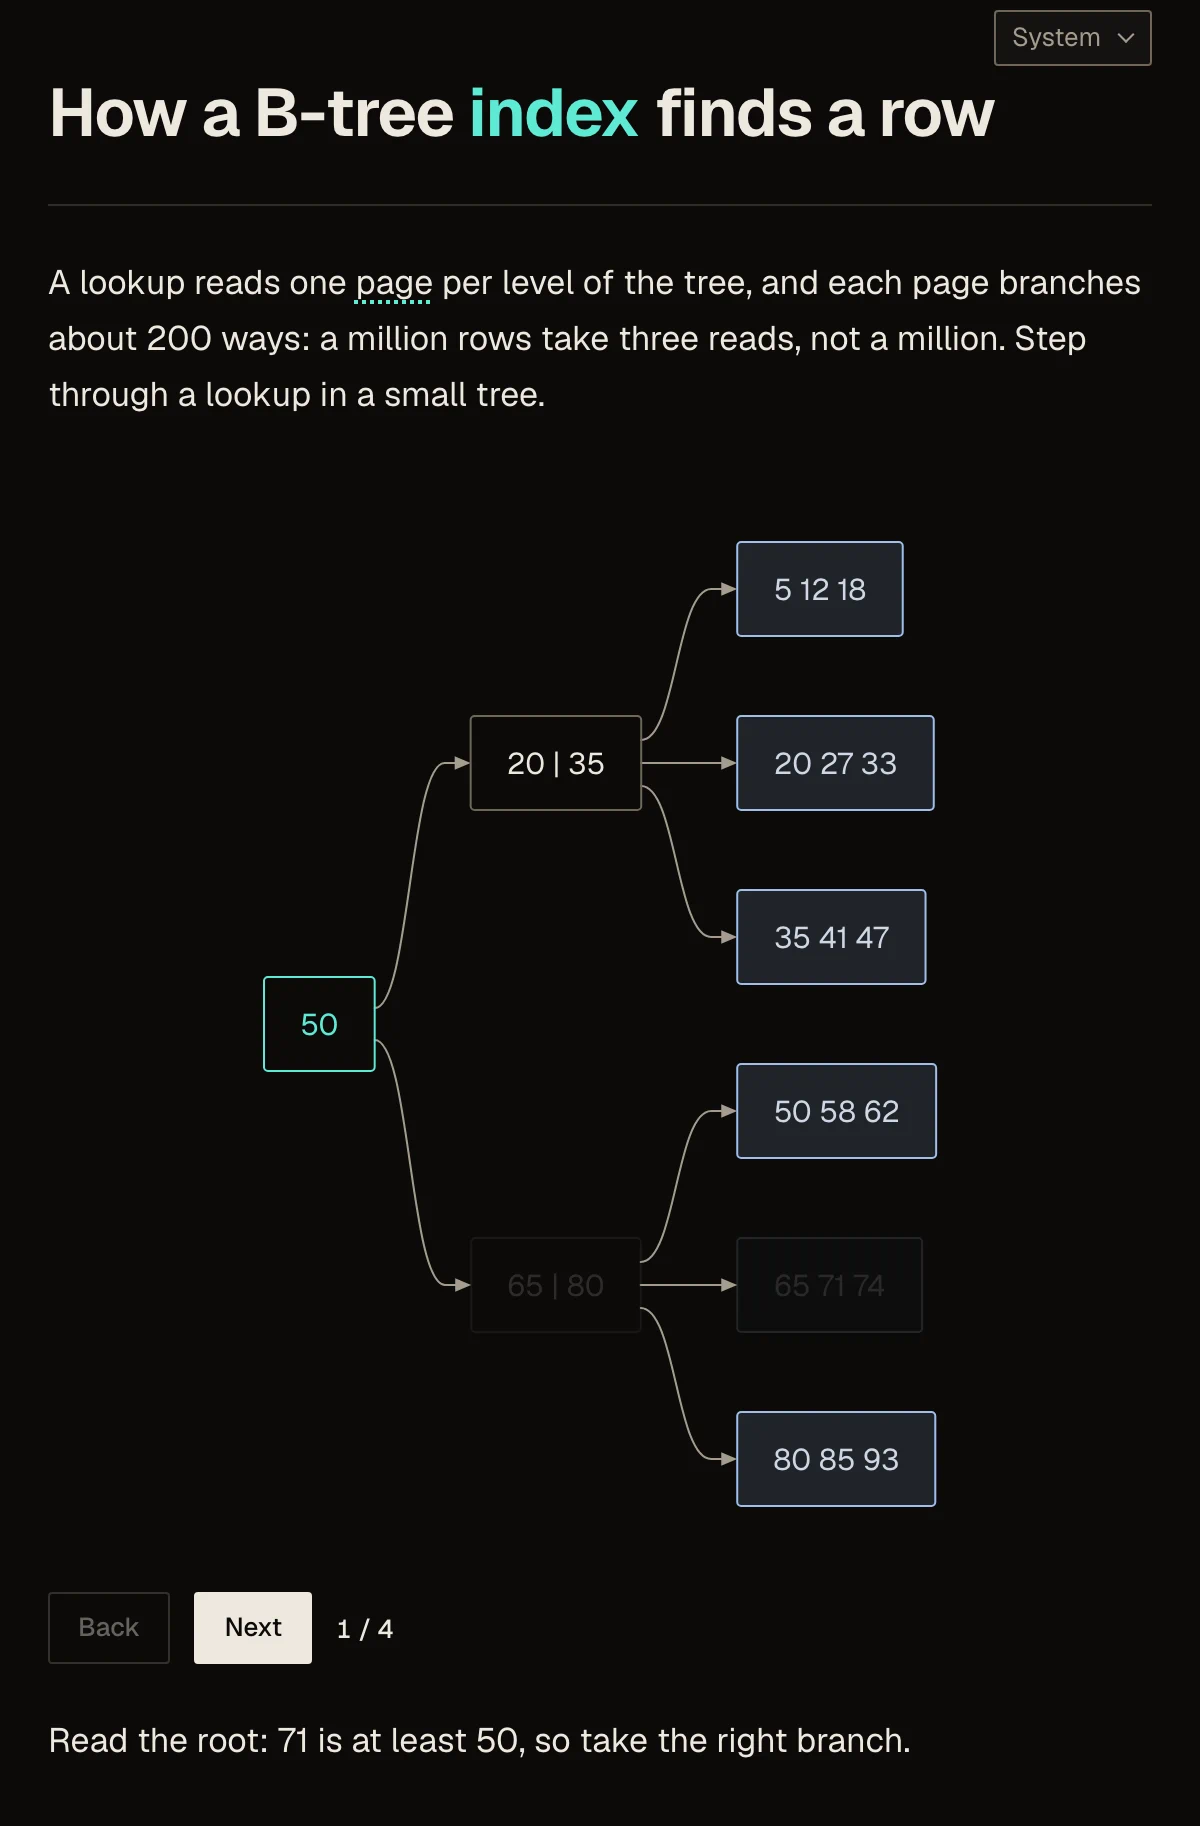 System
How a B-tree index finds a row
A lookup reads one page per level of the tree, and each page branches
about 200 ways: a million rows take three reads, not a million. Step
through a lookup in a small tree.
5 12 18
20 | 35
20 27 33
35 41 47
50
50 58 62
65 | 80
65 71 74
80 85 93
Back
Next
1 / 4
Read the root: 71 is at least 50, so take the right branch.